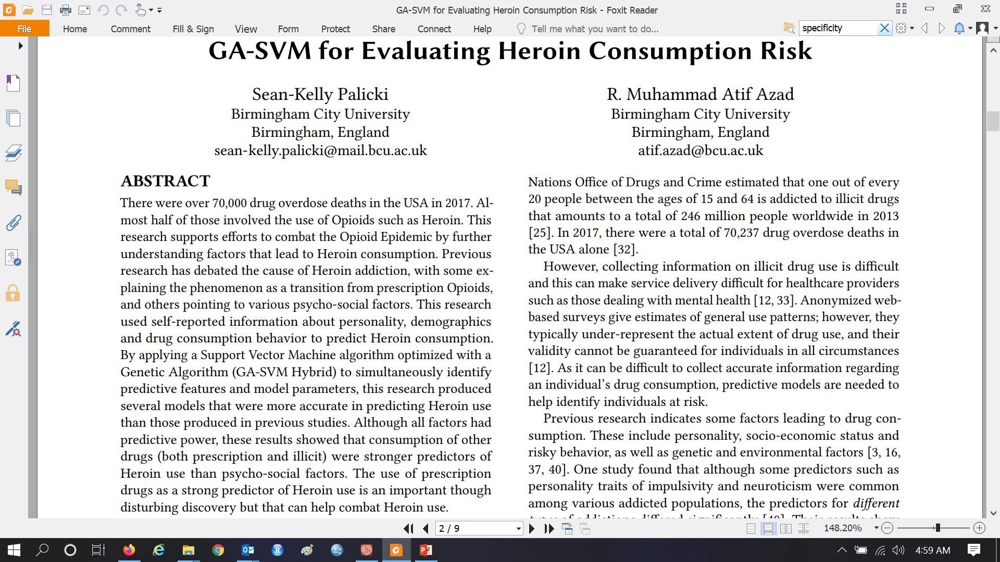 GA-SVM for Evaluating Heroin Consumption Risk - Foxit Reader
File
Home
Comment
Fill & Sign
View
Form
Protect
Share
Connect
Help
Tell me what you want to do...
specificity
GA-SVM for Evaluating Heroin Consumption Risk
Sean-Kelly Palicki
Birmingham City University
Birmingham, England
sean-kelly.palicki@mail.bcu.ac.uk
R. Muhammad Atif Azad
Birmingham City University
Birmingham, England
atif.azad@bcu.ac.uk
ABSTRACT
There were over 70,000 drug overdose deaths in the USA in 2017. Al-
most half of those involved the use of Opioids such as Heroin. This
research supports efforts to combat the Opioid Epidemic by further
understanding factors that lead to Heroin consumption. Previous
research has debated the cause of Heroin addiction, with some ex-
plaining the phenomenon as a transition from prescription Opioids,
and others pointing to various psycho-social factors. This research
used self-reported information about personality, demographics
and drug consumption behavior to predict Heroin consumption.
By applying a Support Vector Machine algorithm optimized with a
Genetic Algorithm (GA-SVM Hybrid) to simultaneously identify
predictive features and model parameters, this research produced
several models that were more accurate in predicting Heroin use
than those produced in previous studies. Although all factors had
predictive power, these results showed that consumption of other
drugs (both prescription and illicit) were stronger predictors of
Heroin use than psycho-social factors. The use of prescription
drugs as a strong predictor of Heroin use is an important though
disturbing discovery but that can help combat Heroin use.
Nations Office of Drugs and Crime estimated that one out of every
20 people between the ages of 15 and 64 is addicted to illicit drugs
that amounts to a total of 246 million people worldwide in 2013
[25]. In 2017, there were a total of 70,237 drug overdose deaths in
the USA alone [32].
However, collecting information on illicit drug use is difficult
and this can make service delivery difficult for healthcare providers
such as those dealing with mental health [12, 33]. Anonymized web-
based surveys give estimates of general use patterns; however, they
typically under-represent the actual extent of drug use, and their
validity cannot be guaranteed for individuals in all circumstances
[12]. As it can be difficult to collect accurate information regarding
an individual's drug consumption, predictive models are needed to
help identify individuals at risk.
Previous research indicates some factors leading to drug con-
sumption. These include personality, socio-economic status and
risky behavior, as well as genetic and environmental factors [3, 16,
37, 40]. One study found that although some predictors such as
personality traits of impulsivity and neuroticism were common
among various addicted populations, the predictors for different
types of addictions differed significantly [40]. Their results show
2 / 9
148.20%
4:59 AM